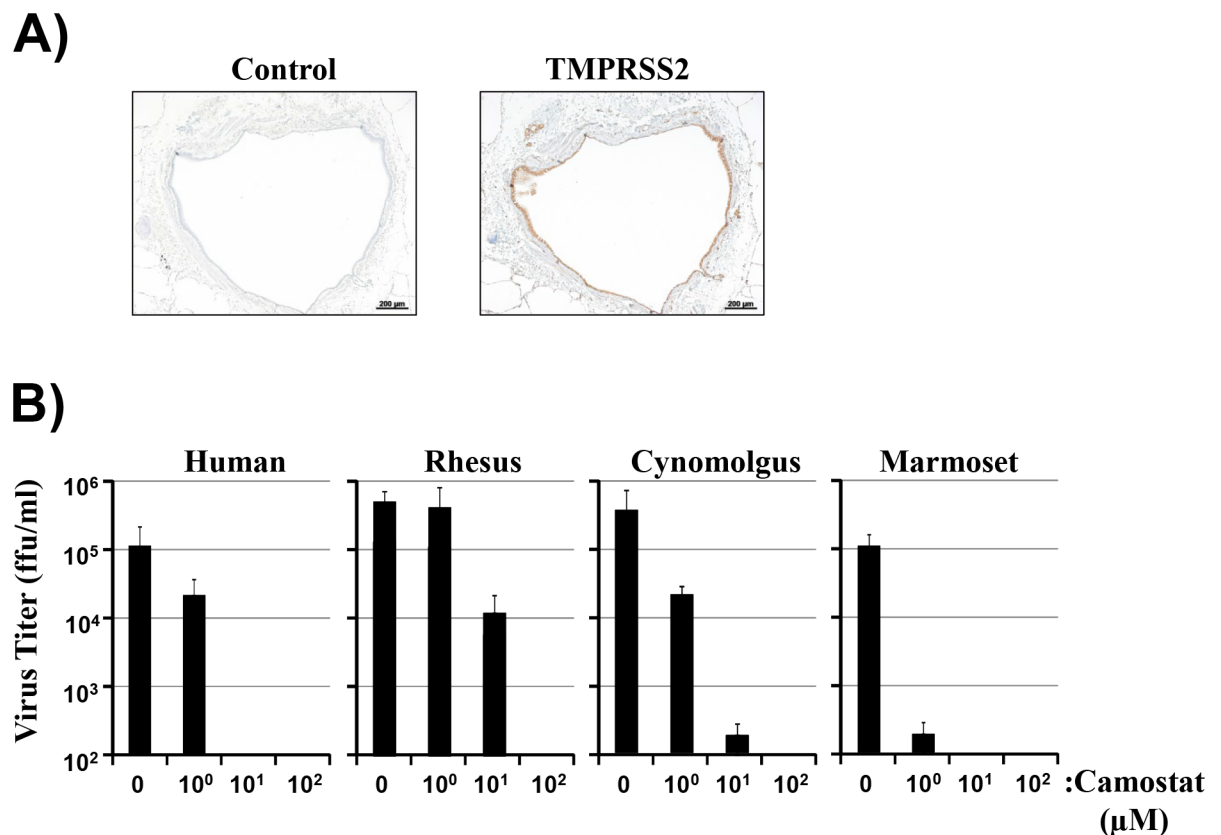 A)
Control TMPRSS2
200 µm 200 µm
B)
Human Rhesus Cynomolgus Marmoset
Virus Titer (ffu/ml)
10⁶
10⁵
10⁴
10³
10²
0 10⁰ 10¹ 10² 0 10⁰ 10¹ 10² 0 10⁰ 10¹ 10² 0 10⁰ 10¹ 10² :Camostat
(µM)